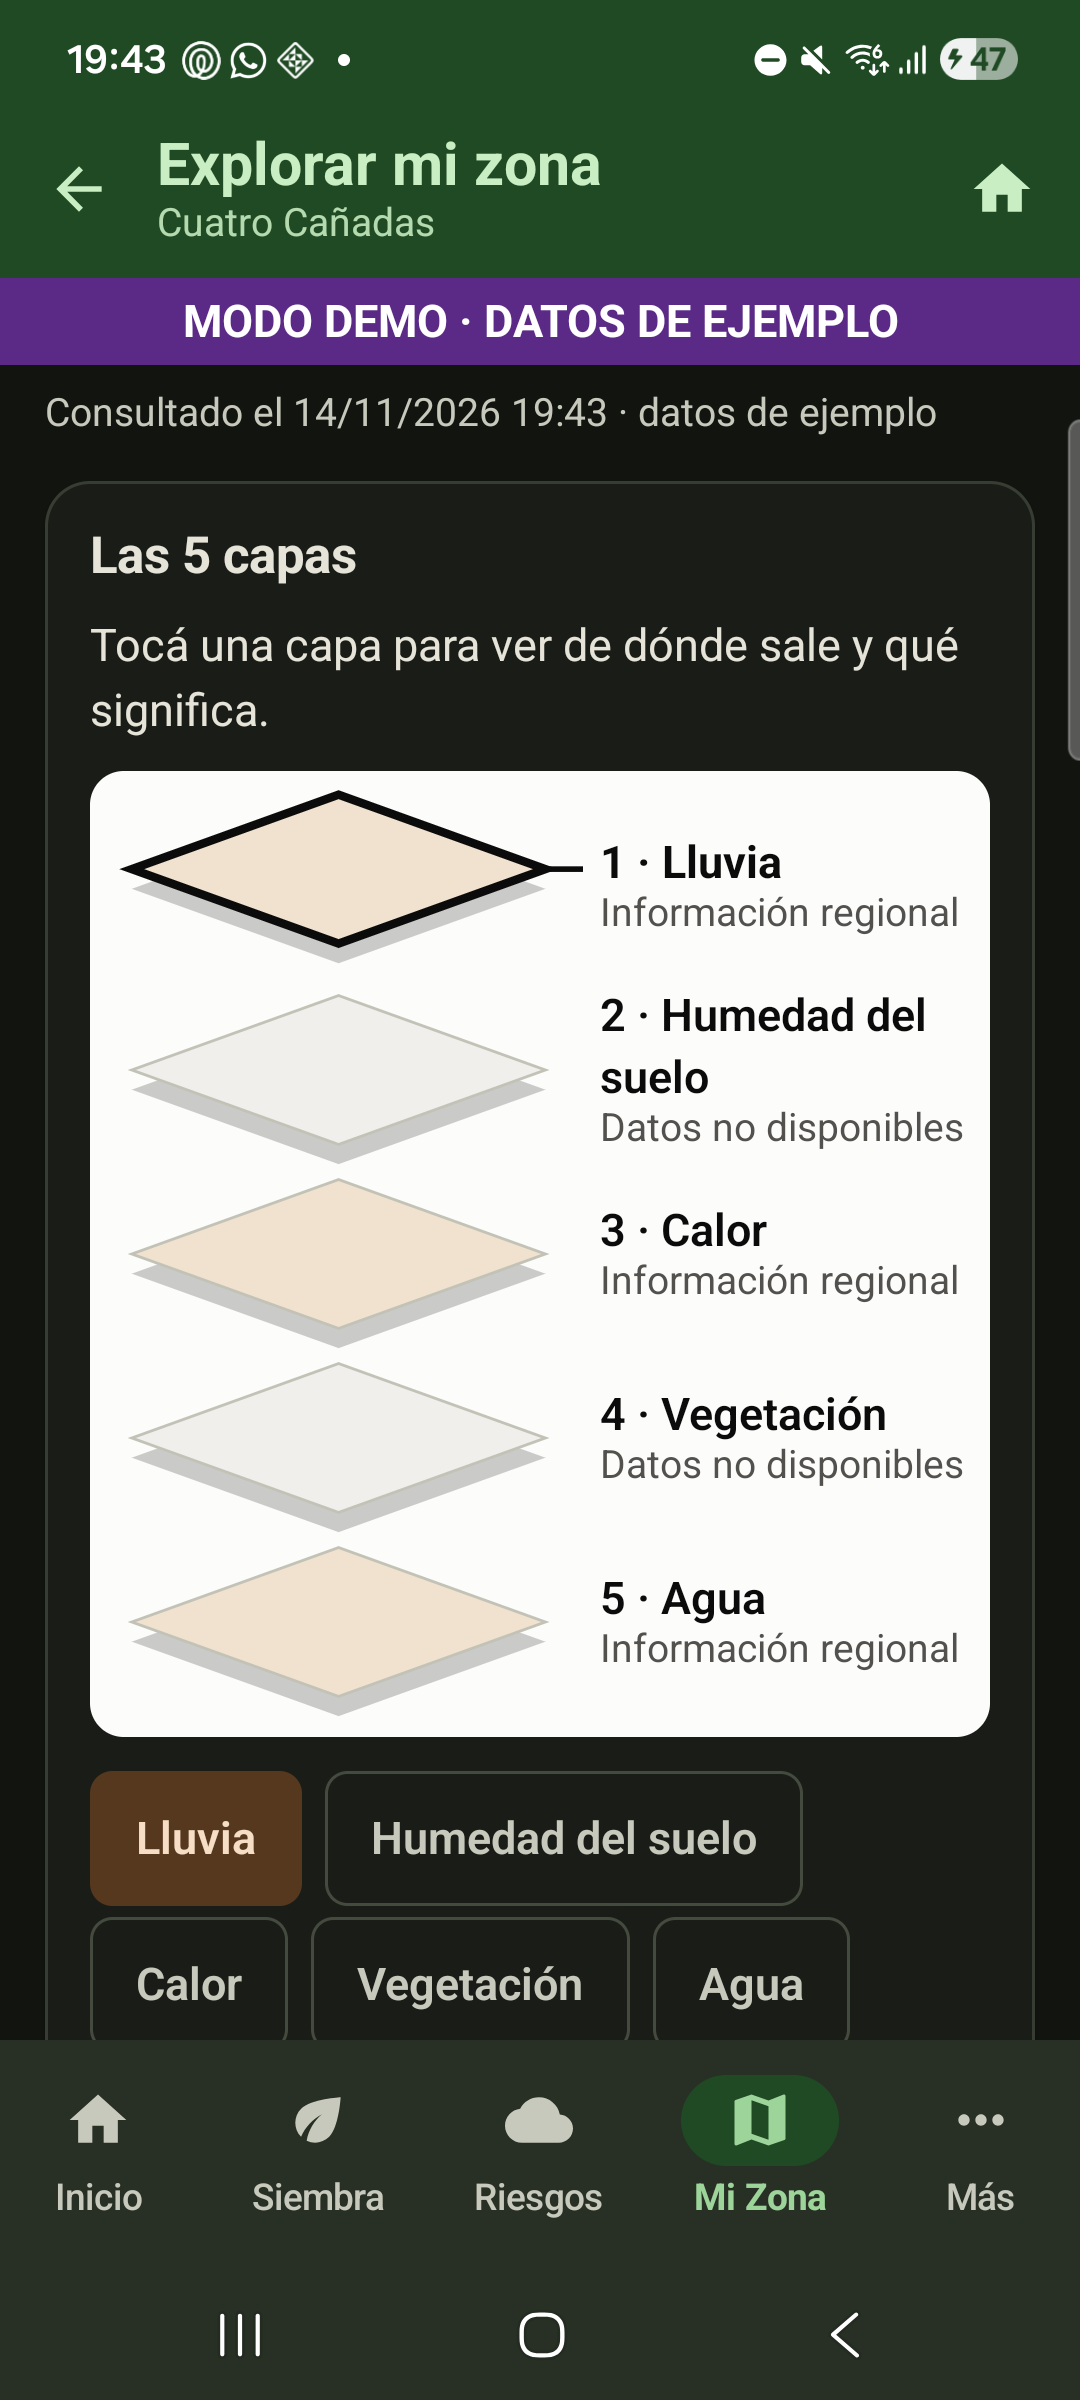 19:43
47
Explorar mi zona
Cuatro Cañadas
MODO DEMO · DATOS DE EJEMPLO
Consultado el 14/11/2026 19:43 · datos de ejemplo
Las 5 capas
Tocá una capa para ver de dónde sale y qué
significa.
1 · Lluvia
Información regional
2 · Humedad del
suelo
Datos no disponibles
3 · Calor
Información regional
4 · Vegetación
Datos no disponibles
5 · Agua
Información regional
Lluvia
Humedad del suelo
Calor
Vegetación
Agua
Inicio
Siembra
Riesgos
Mi Zona
Más